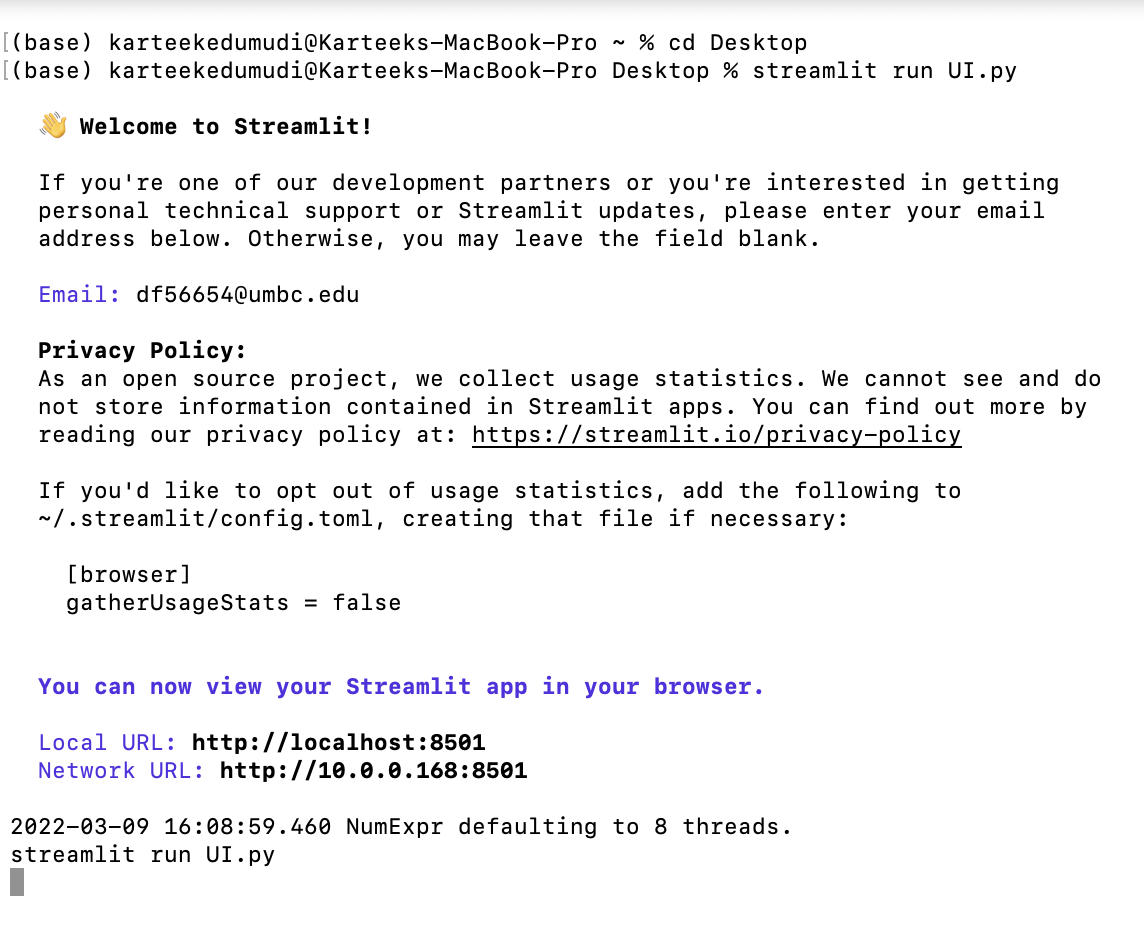 [(base) karteekedumudi@Karteeks-MacBook-Pro ~ % cd Desktop
[(base) karteekedumudi@Karteeks-MacBook-Pro Desktop % streamlit run UI.py
👋 Welcome to Streamlit!
If you're one of our development partners or you're interested in getting
personal technical support or Streamlit updates, please enter your email
address below. Otherwise, you may leave the field blank.
Email: df56654@umbc.edu
Privacy Policy:
As an open source project, we collect usage statistics. We cannot see and do
not store information contained in Streamlit apps. You can find out more by
reading our privacy policy at: https://streamlit.io/privacy-policy
If you'd like to opt out of usage statistics, add the following to
~/.streamlit/config.toml, creating that file if necessary:
[browser]
gatherUsageStats = false
You can now view your Streamlit app in your browser.
Local URL: http://localhost:8501
Network URL: http://10.0.0.168:8501
2022-03-09 16:08:59.460 NumExpr defaulting to 8 threads.
streamlit run UI.py